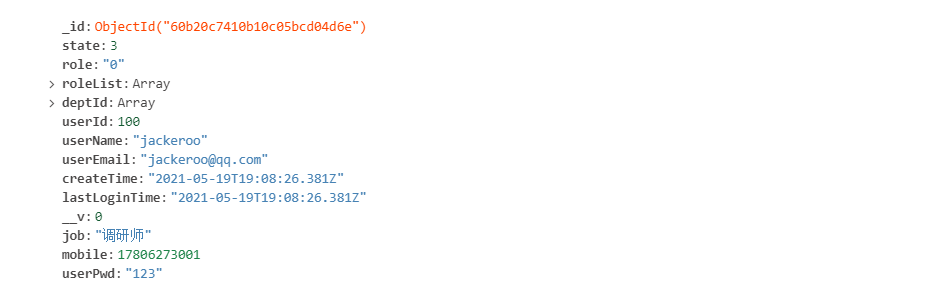 _id: ObjectId("60b20c7410b10c05bcd04d6e")
state: 3
role: "0"
> roleList: Array
> deptId: Array
userId: 100
userName: "jackeroo"
userEmail: "jackeroo@qq.com"
createTime: "2021-05-19T19:08:26.381Z"
lastLoginTime: "2021-05-19T19:08:26.381Z"
__v: 0
job: "调研师"
mobile: 17806273001
userPwd: "123"